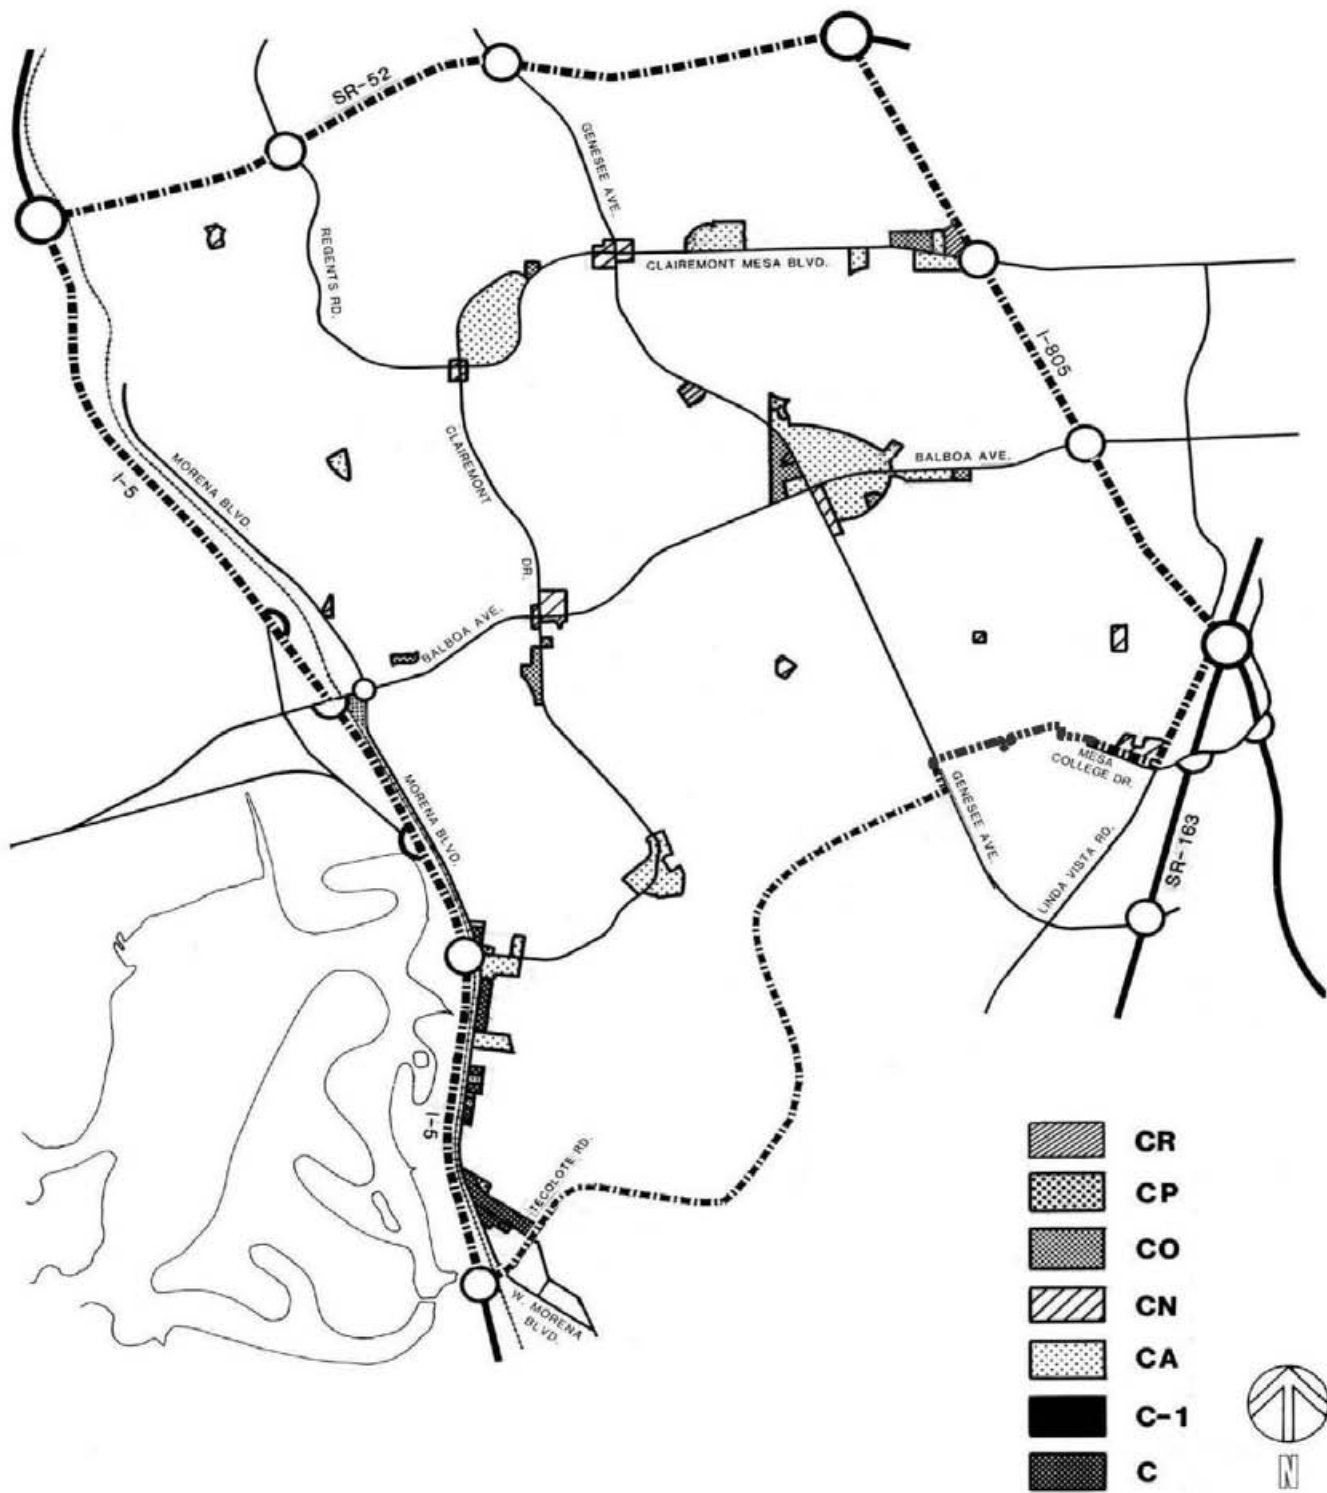 SR-52
GENESEE AVE.
REGENTS RD.
CLAIREMONT MESA BLVD.
I-805
CLAIREMONT
DR.
BALBOA AVE.
MORENA BLVD.
I-5
BALBOA AVE.
MESA
COLLEGE DR.
MORENA BLVD.
GENESEE AVE.
LINDA VISTA RD.
SR-163
I-5
TECOLOTE RD.
W. MORENA
BLVD.
CR
CP
CO
CN
CA
C-1
C
N